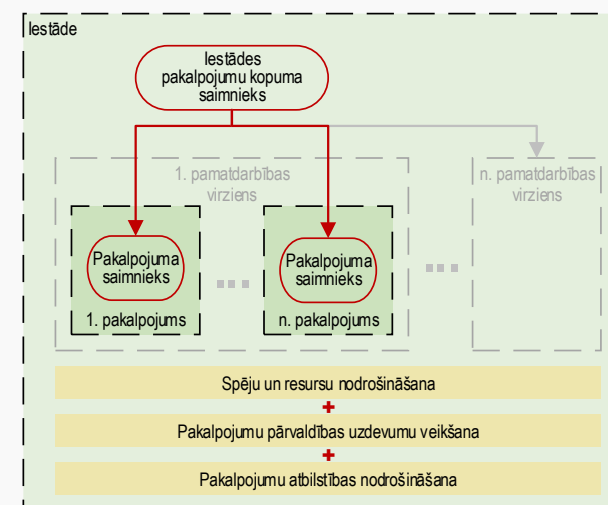 Iestāde
Iestādes
pakalpojumu kopuma
saimnieks
1. pamatdarbības
virziens
n. pamatdarbības
virziens
Pakalpojuma
saimnieks
Pakalpojuma
saimnieks
1. pakalpojums
n. pakalpojums
Spēju un resursu nodrošināšana
+
Pakalpojumu pārvaldības uzdevumu veikšana
+
Pakalpojumu atbilstības nodrošināšana